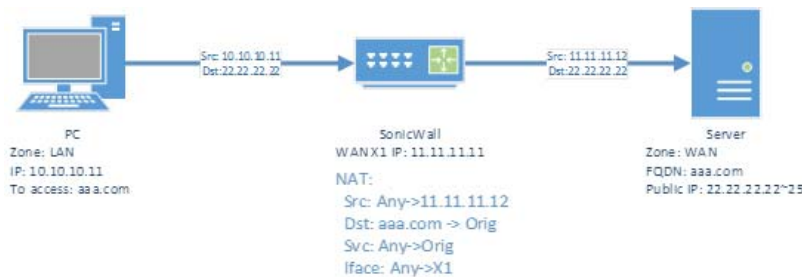 Src: 10.10.10.11
Dst:22.22.22.22
Src: 11.11.11.12
Dst:22.22.22.22
PC
Zone: LAN
IP: 10.10.10.11
To access: aaa.com
SonicWall
WAN X1 IP: 11.11.11.11
NAT:
Src: Any->11.11.11.12
Dst: aaa.com -> Orig
Svc: Any->Orig
Iface: Any->X1
Server
Zone: WAN
FQDN: aaa.com
Public IP: 22.22.22.22~25